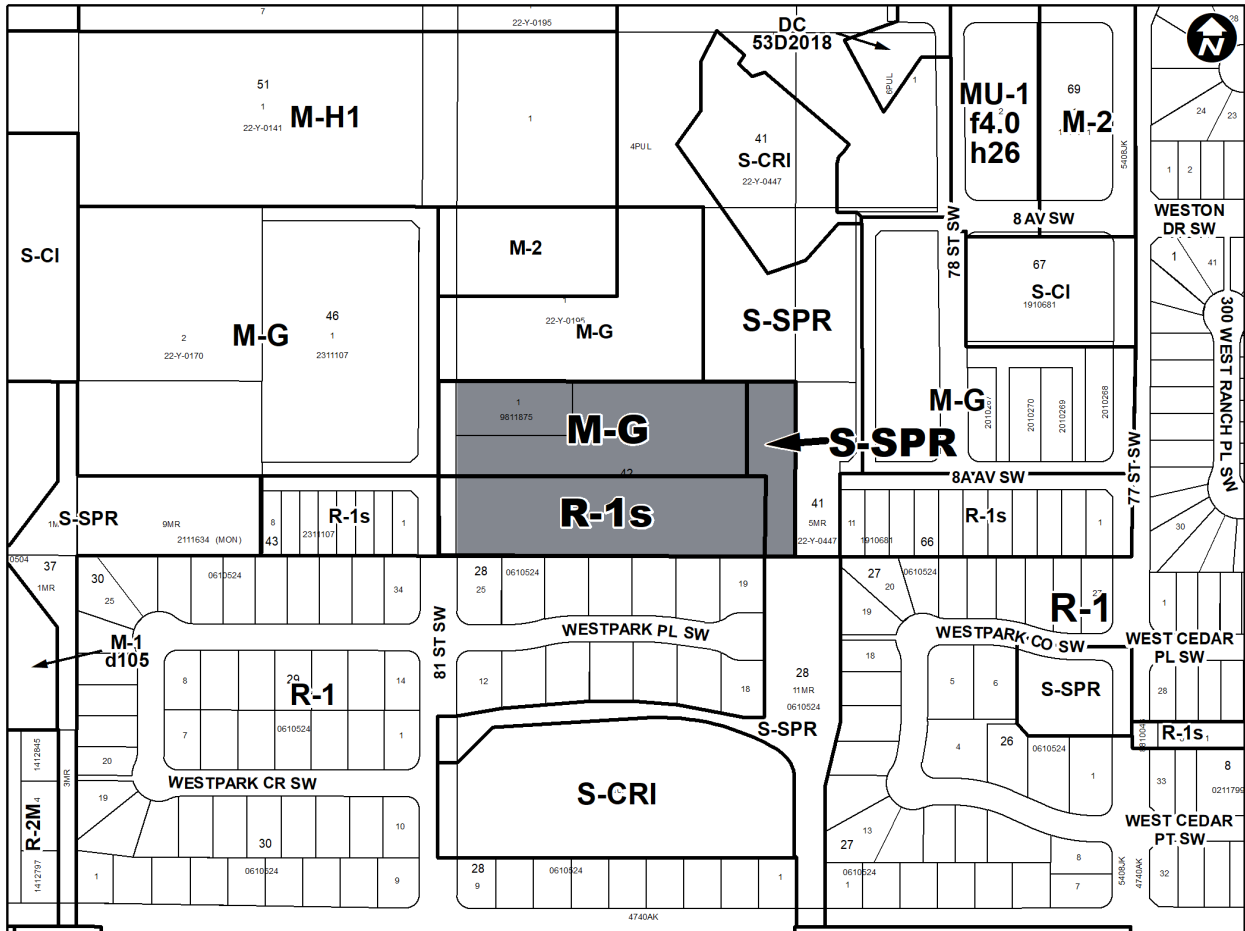 7
22-Y-0195
DC
53D2018
N
28
51
1
22-Y-0141
M-H1
1
4PUL
6PUL
1
MU-1
2
f4.0
h26
69
M-2
5408JK
24
23
41
S-CRI
22-Y-0447
1
2
8 AV SW
WESTON
DR SW
78 ST SW
S-CI
M-2
1
41
67
S-CI
1910681
46
M-G
1
2311107
2
22-Y-0170
1
22-Y-0195
M-G
S-SPR
300 WEST RANCH PL SW
M-G
2010270
2010269
2010268
1
9811875
M-G
S-SPR
42
77 ST SW
8A AV SW
R-1s
S-SPR
9MR
2111634 (MON)
8
43
2311107
R-1s
1
41
5MR
22-Y-0447
11
1910681
66
R-1s
1
30
0504
37
1MR
30
25
0610524
34
28
25
0610524
19
27
20
19
0610524
27
R-1
1
M-1
d105
81 ST SW
WESTPARK PL SW
WESTPARK CO SW
WEST CEDAR
PL SW
18
8
29
R-1
14
12
18
28
11MR
0610524
5
6
S-SPR
28
7
0610524
1
S-SPR
4
26
0610524
1
R-1s
1
1412845
3MR
20
WESTPARK CR SW
S-CRI
33
8
0211799
19
R-2M
4
1412797
10
30
27
13
WEST CEDAR
PT SW
1
0610524
9
28
9
0610524
1
0610524
1
8
7
5408JK
4740AK
32
4740AK